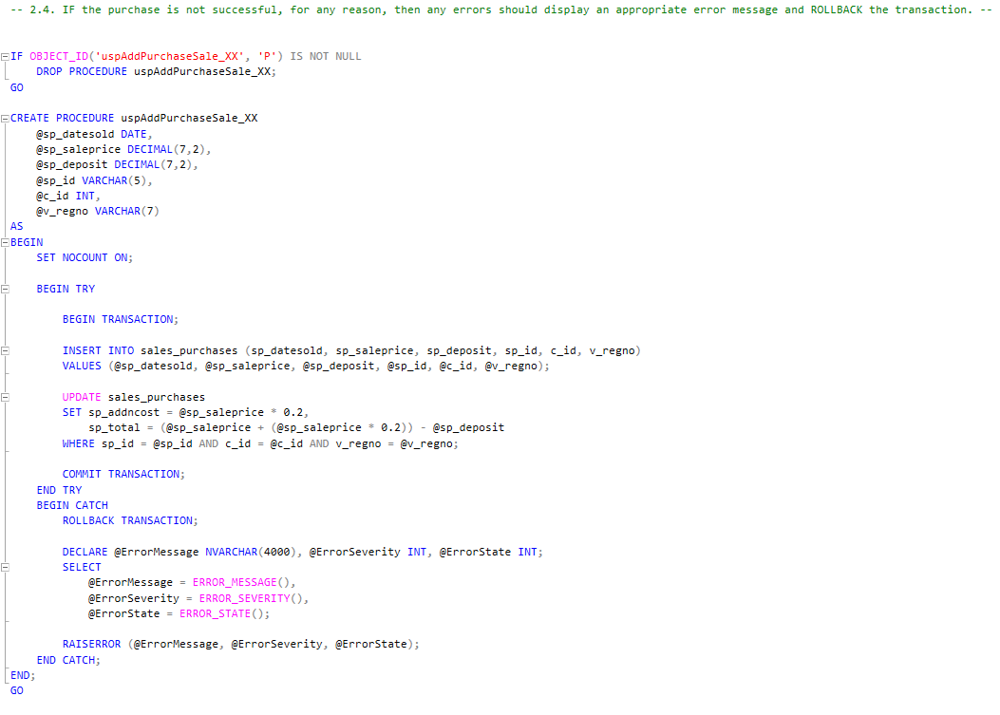 -- 2.4. IF the purchase is not successful, for any reason, then any errors should display an appropriate error message and ROLLBACK the transaction. --
IF OBJECT_ID('uspAddPurchaseSale_XX', 'P') IS NOT NULL
DROP PROCEDURE uspAddPurchaseSale_XX;
GO
CREATE PROCEDURE uspAddPurchaseSale_XX
@sp_datesold DATE,
@sp_saleprice DECIMAL(7,2),
@sp_deposit DECIMAL(7,2),
@sp_id VARCHAR(5),
@c_id INT,
@v_regno VARCHAR(7)
AS
BEGIN
SET NOCOUNT ON;
BEGIN TRY
BEGIN TRANSACTION;
INSERT INTO sales_purchases (sp_datesold, sp_saleprice, sp_deposit, sp_id, c_id, v_regno)
VALUES (@sp_datesold, @sp_saleprice, @sp_deposit, @sp_id, @c_id, @v_regno);
UPDATE sales_purchases
SET sp_addncost = @sp_saleprice * 0.2,
sp_total = (@sp_saleprice + (@sp_saleprice * 0.2)) - @sp_deposit
WHERE sp_id = @sp_id AND c_id = @c_id AND v_regno = @v_regno;
COMMIT TRANSACTION;
END TRY
BEGIN CATCH
ROLLBACK TRANSACTION;
DECLARE @ErrorMessage NVARCHAR(4000), @ErrorSeverity INT, @ErrorState INT;
SELECT
@ErrorMessage = ERROR_MESSAGE(),
@ErrorSeverity = ERROR_SEVERITY(),
@ErrorState = ERROR_STATE();
RAISERROR (@ErrorMessage, @ErrorSeverity, @ErrorState);
END CATCH;
END;
GO